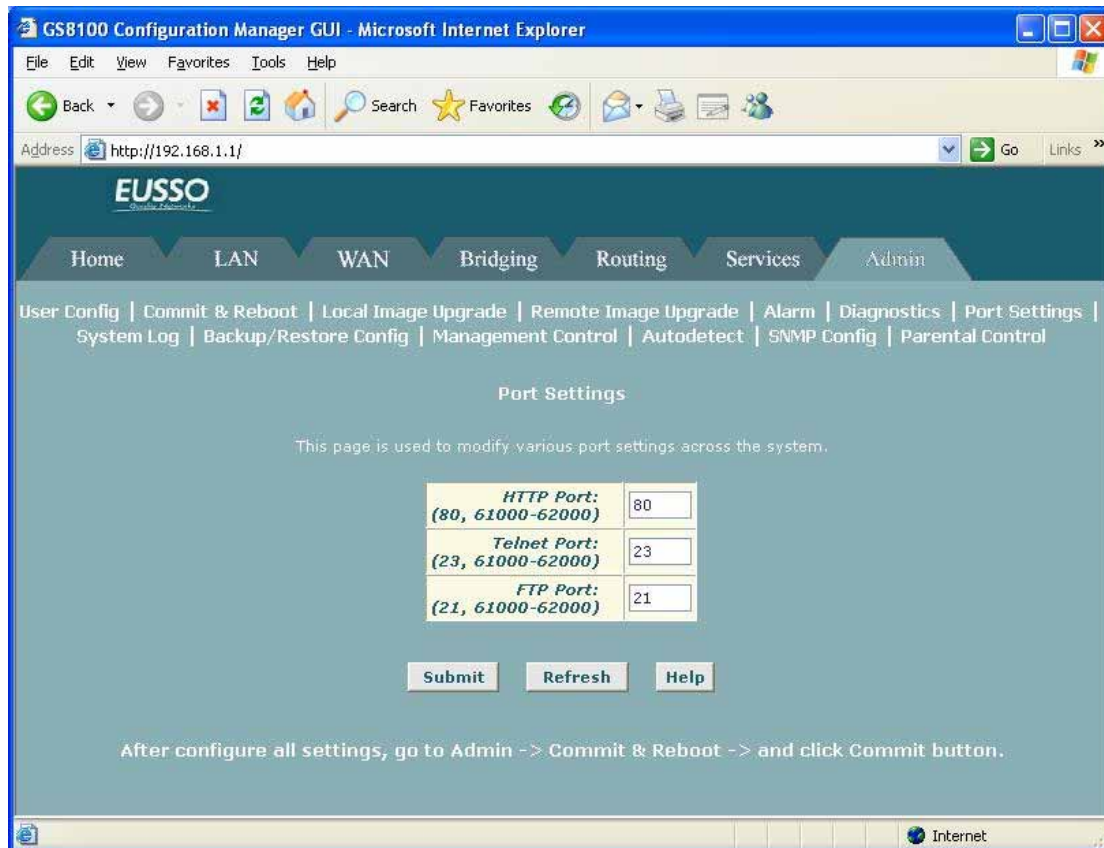 GS8100 Configuration Manager GUI - Microsoft Internet Explorer
File Edit View Favorites Tools Help
Back Search Favorites
Address http://192.168.1.1/ Go Links »
EUSSO
Quality Networks
Home LAN WAN Bridging Routing Services Admin
User Config | Commit & Reboot | Local Image Upgrade | Remote Image Upgrade | Alarm | Diagnostics | Port Settings |
System Log | Backup/Restore Config | Management Control | Autodetect | SNMP Config | Parental Control
Port Settings
This page is used to modify various port settings across the system.
HTTP Port:
(80, 61000-62000) 80
Telnet Port:
(23, 61000-62000) 23
FTP Port:
(21, 61000-62000) 21
Submit Refresh Help
After configure all settings, go to Admin -> Commit & Reboot -> and click Commit button.
Internet